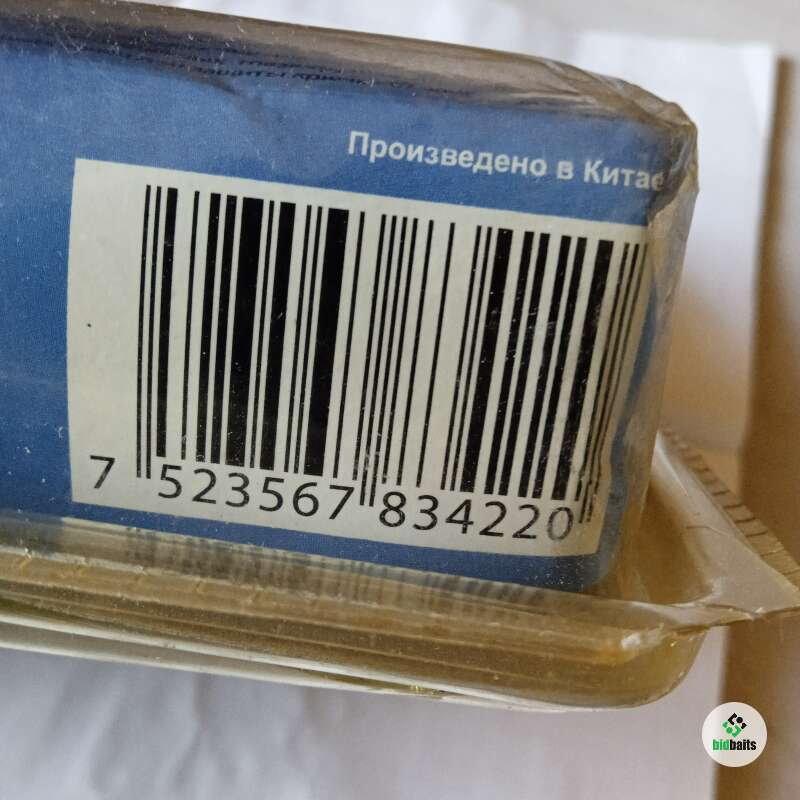 Произведено в Китае
7 523567 834220
bidbaits